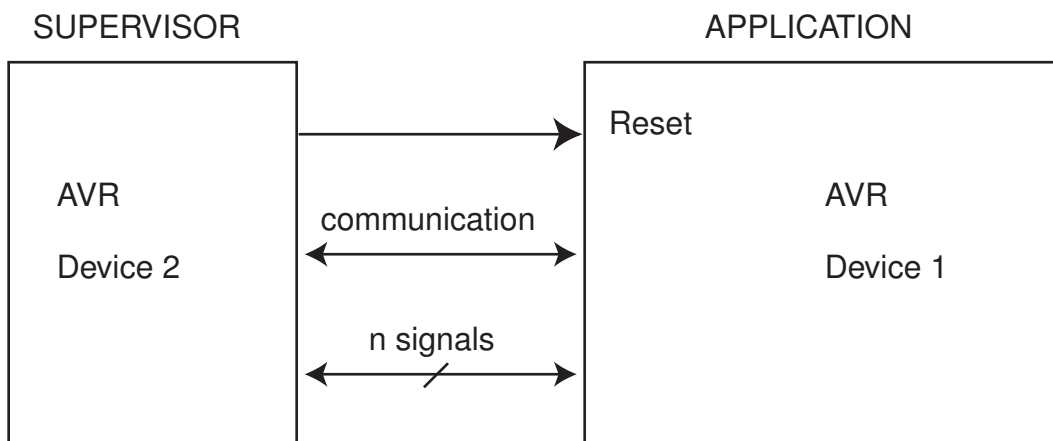 SUPERVISOR
APPLICATION
Reset
AVR
Device 2
communication
n signals
AVR
Device 1